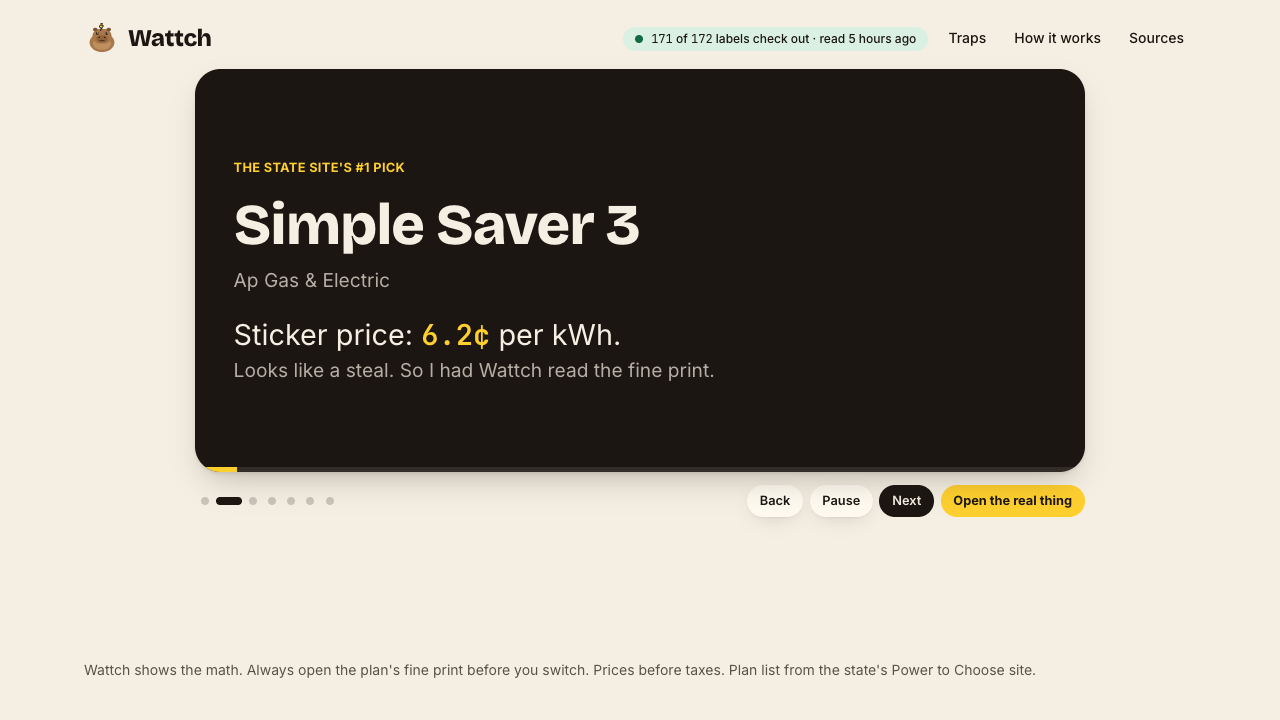 Wattch
171 of 172 labels check out · read 5 hours ago
Traps
How it works
Sources
THE STATE SITE'S #1 PICK
Simple Saver 3
Ap Gas & Electric
Sticker price: 6.2¢ per kWh.
Looks like a steal. So I had Wattch read the fine print.
Back
Pause
Next
Open the real thing
Wattch shows the math. Always open the plan's fine print before you switch. Prices before taxes. Plan list from the state's Power to Choose site.